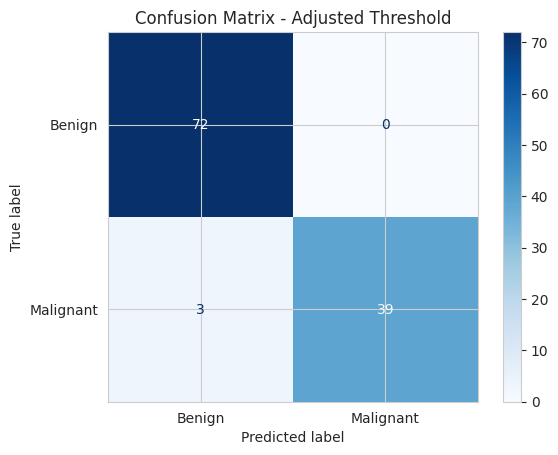 Confusion Matrix - Adjusted Threshold
True label
Benign
72
0
Malignant
3
39
Benign
Malignant
Predicted label
70
60
50
40
30
20
10
0